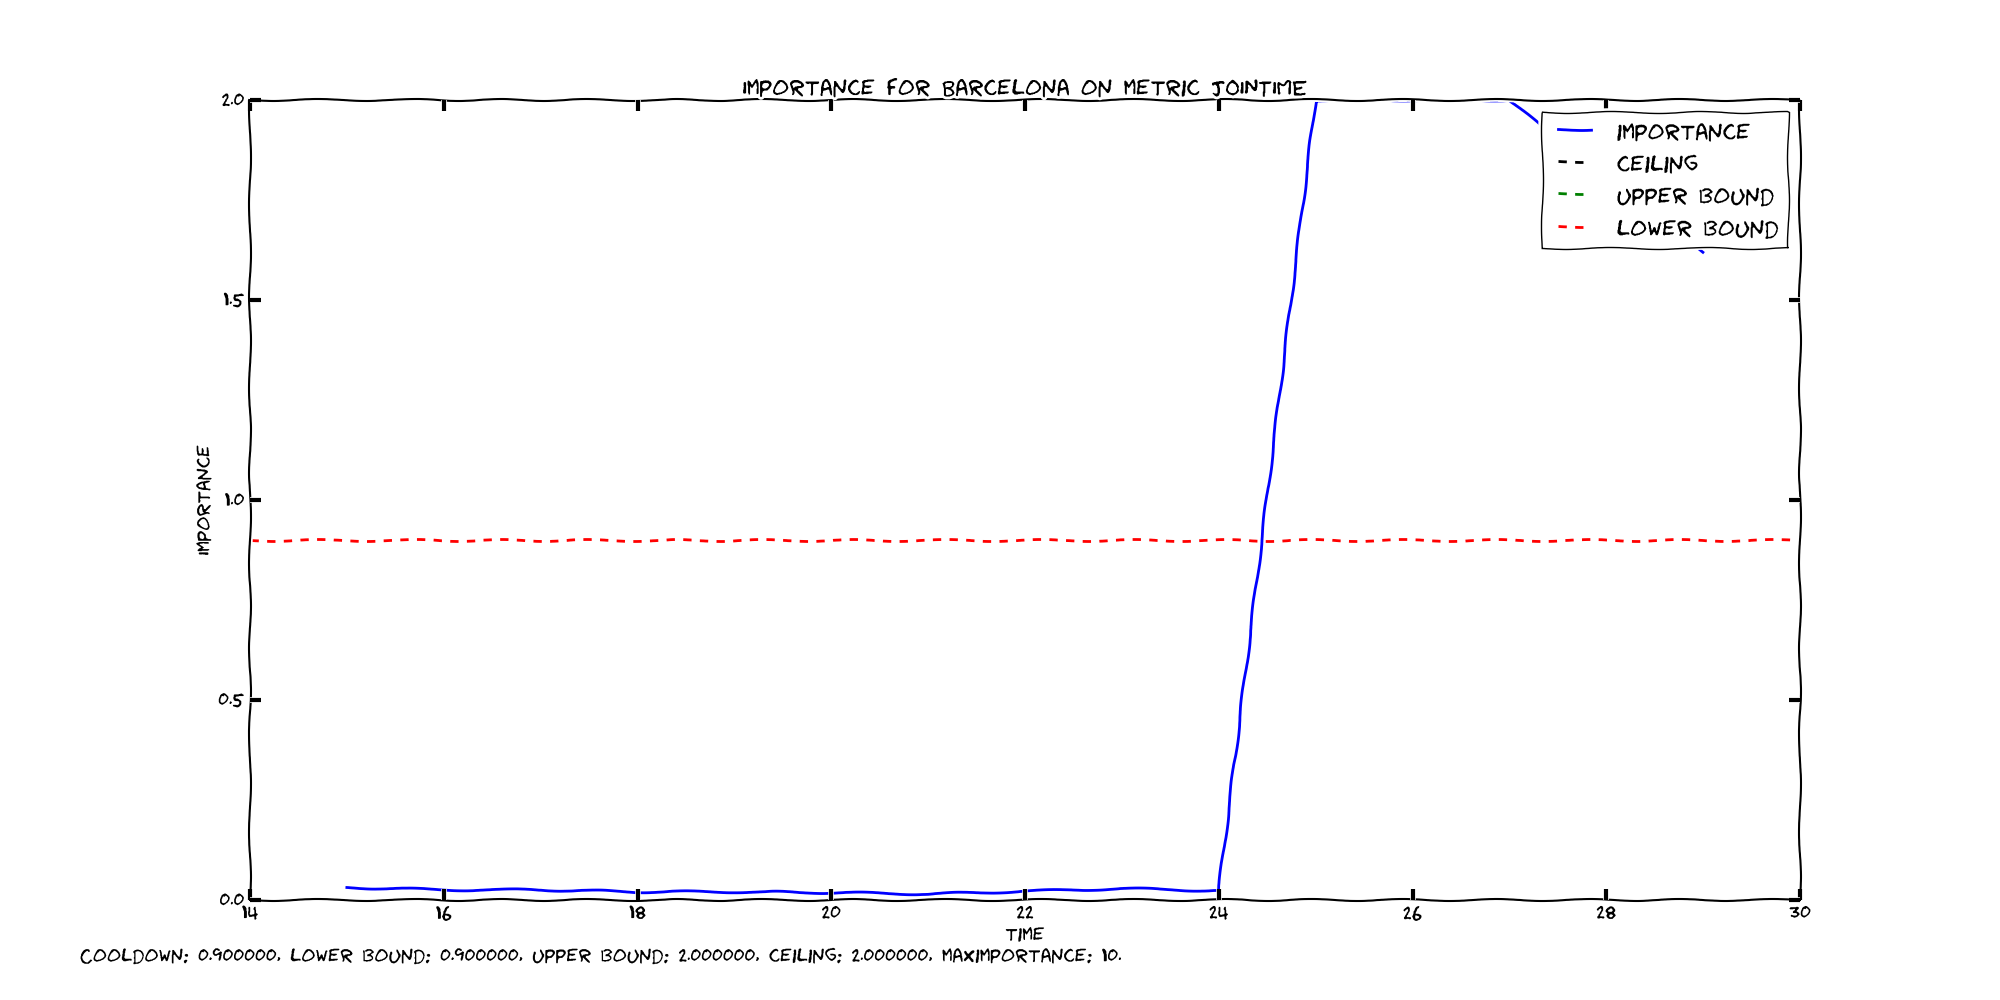 IMPORTANCE FOR BARCELONA ON METRIC JOINTIME
2.0
1.5
1.0
0.5
0.0
IMPORTANCE
IMPORTANCE
CEILING
UPPER BOUND
LOWER BOUND
14 16 18 20 22 24 26 28 30
TIME
COOLDOWN: 0.900000, LOWER BOUND: 0.900000, UPPER BOUND: 2.000000, CEILING: 2.000000, MAXIMPORTANCE: 10.